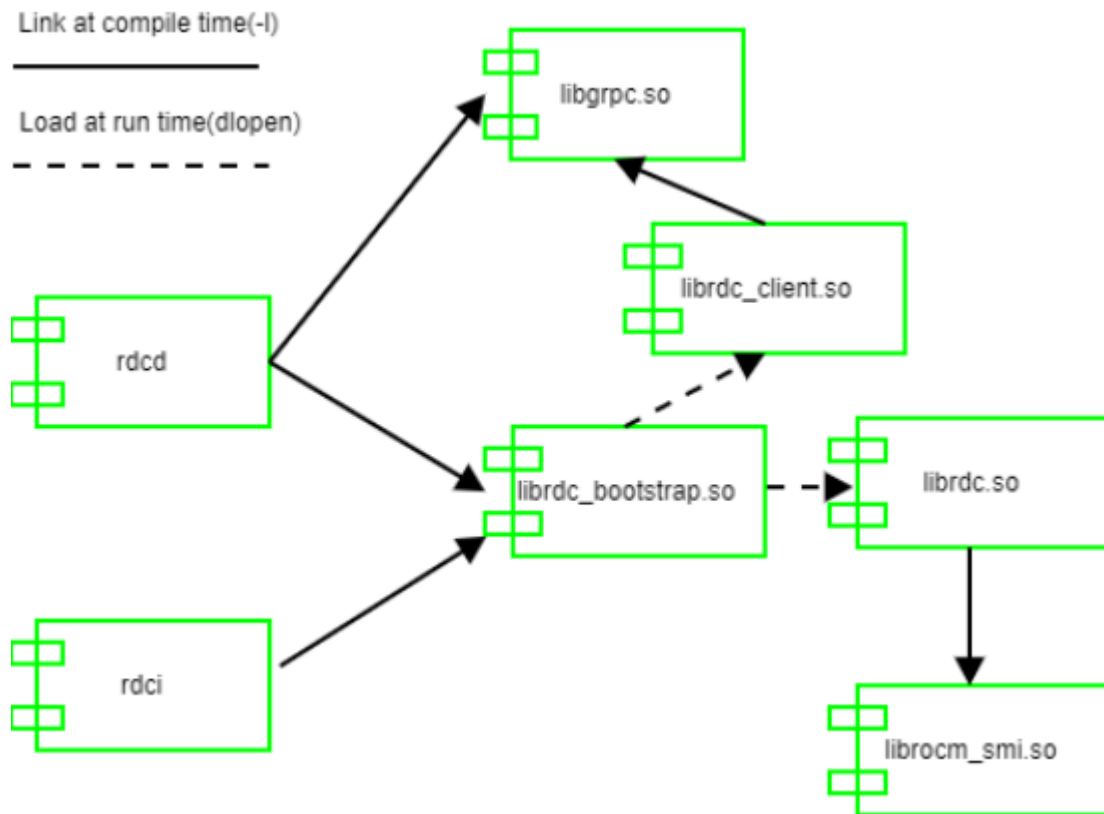 Link at compile time(-l)
Load at run time(dlopen)
libgrpc.so
librdc_client.so
rdcd
librdc_bootstrap.so
librdc.so
rdci
librocm_smi.so